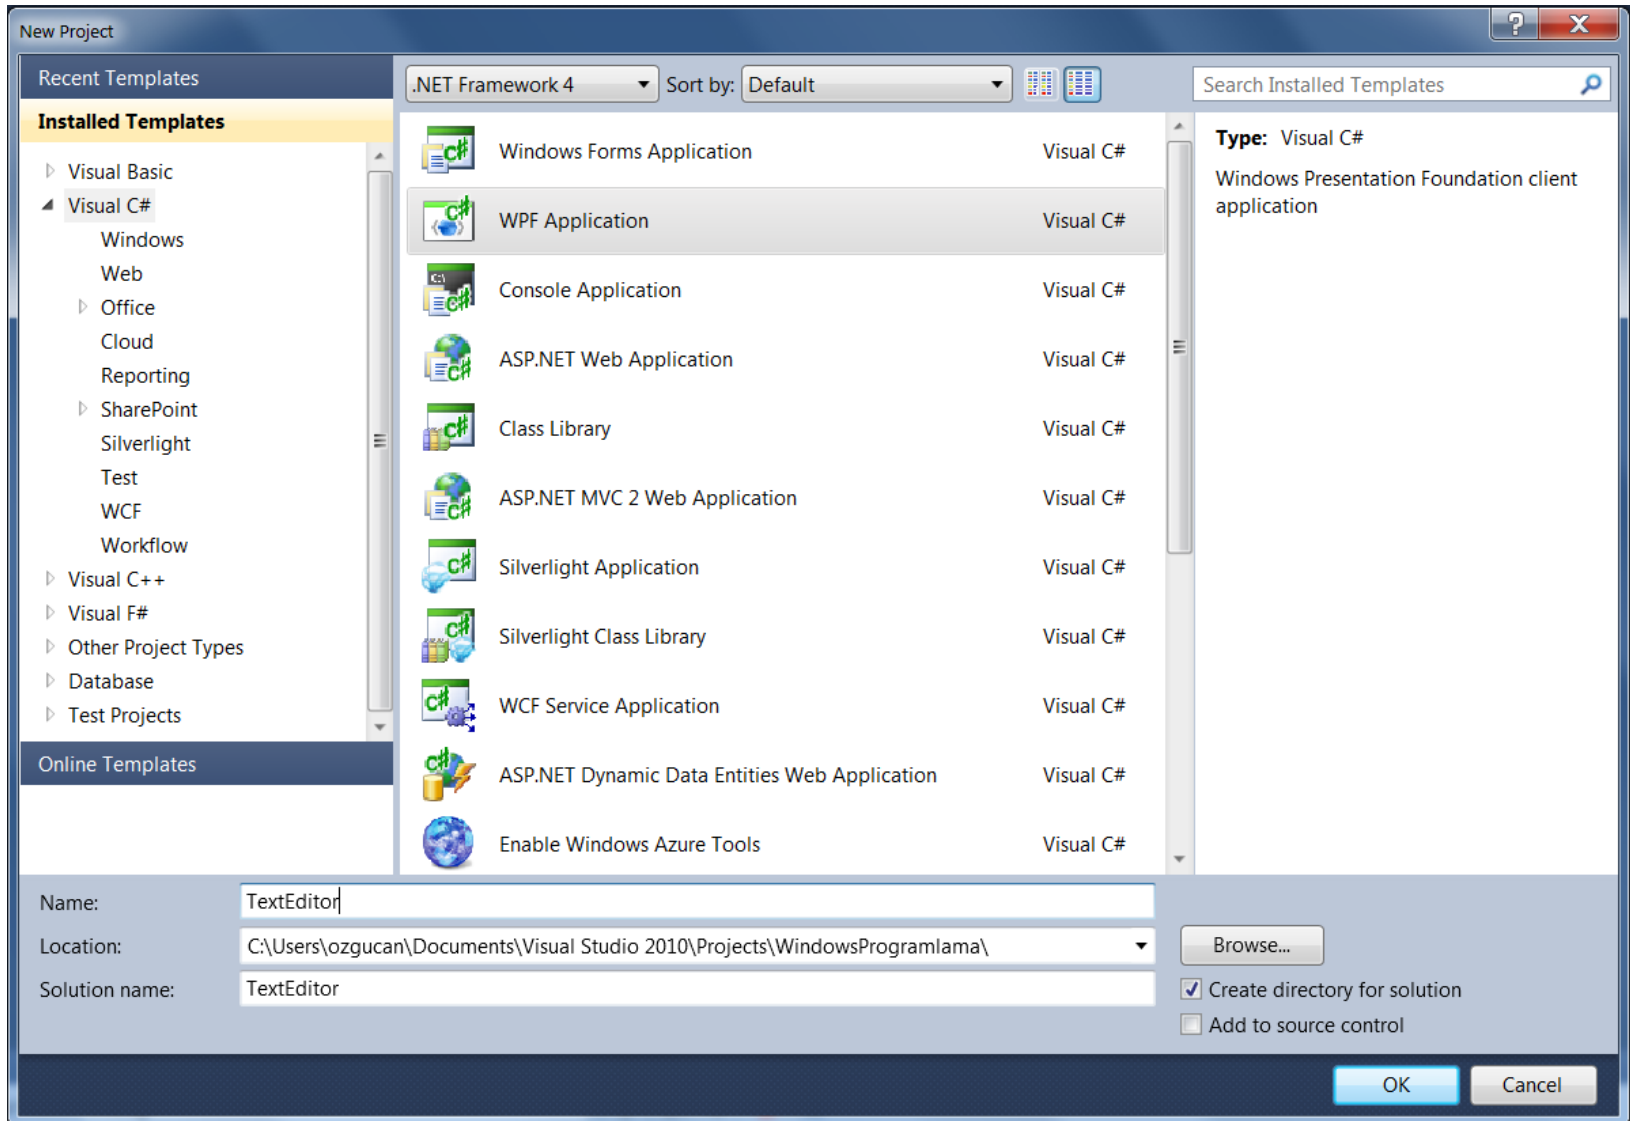 New Project
Recent Templates
.NET Framework 4 Sort by: Default
Search Installed Templates
Installed Templates
Visual Basic
Visual C#
Windows
Web
Office
Cloud
Reporting
SharePoint
Silverlight
Test
WCF
Workflow
Visual C++
Visual F#
Other Project Types
Database
Test Projects
Online Templates
Windows Forms Application Visual C#
WPF Application Visual C#
Console Application Visual C#
ASP.NET Web Application Visual C#
Class Library Visual C#
ASP.NET MVC 2 Web Application Visual C#
Silverlight Application Visual C#
Silverlight Class Library Visual C#
WCF Service Application Visual C#
ASP.NET Dynamic Data Entities Web Application Visual C#
Enable Windows Azure Tools Visual C#
Type: Visual C#
Windows Presentation Foundation client
application
Name: TextEditor
Location: C:\Users\ozgucan\Documents\Visual Studio 2010\Projects\WindowsProgramlama\
Browse...
Solution name: TextEditor
Create directory for solution
Add to source control
OK Cancel